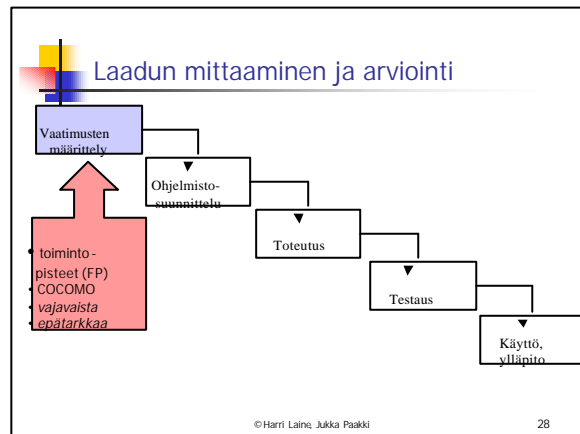 Laadun mittaaminen ja arviointi
Vaatimusten
määrittely
Ohjelmisto-
suunnittelu
Toteutus
Testaus
Käyttö,
ylläpito
• toiminto-
pisteet (FP)
• COCOMO
• vajavaista
• epätarkkaa
© Harri Laine, Jukka Paakki
28